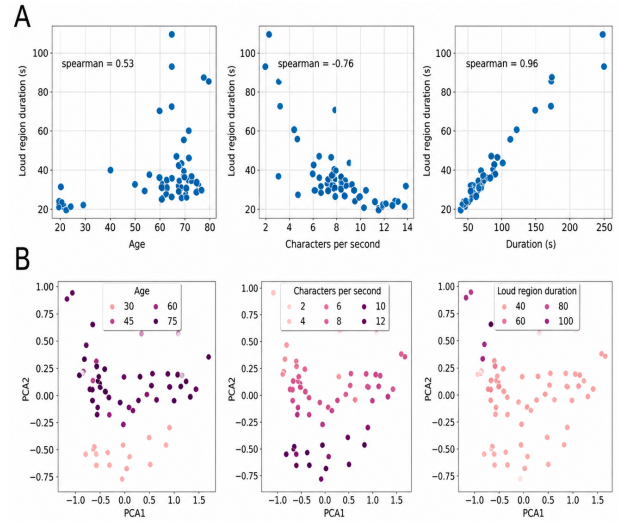 A
spearman = 0.53
Loud region duration (s)
100
80
60
40
20
20 30 40 50 60 70 80
Age
spearman = -0.76
Loud region duration (s)
100
80
60
40
20
2 4 6 8 10 12 14
Characters per second
spearman = 0.96
Loud region duration (s)
100
80
60
40
20
50 100 150 200 250
Duration (s)
B
Age
30 60
45 75
PCA2
1.00
0.75
0.50
0.25
0.00
−0.25
−0.50
−0.75
−1.0 −0.5 0.0 0.5 1.0 1.5
PCA1
Characters per second
2 6 10
4 8 12
PCA2
1.00
0.75
0.50
0.25
0.00
−0.25
−0.50
−0.75
−1.0 −0.5 0.0 0.5 1.0 1.5
PCA1
Loud region duration
40 80
60 100
PCA2
1.00
0.75
0.50
0.25
0.00
−0.25
−0.50
−0.75
−1.0 −0.5 0.0 0.5 1.0 1.5
PCA1